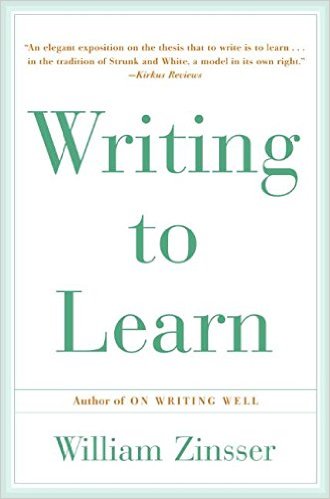 “An elegant exposition on the thesis that to write is to learn . . .
in the tradition of Strunk and White, a model in its own right.”
—Kirkus Reviews
Writing
to
Learn
Author of ON WRITING WELL
William Zinsser